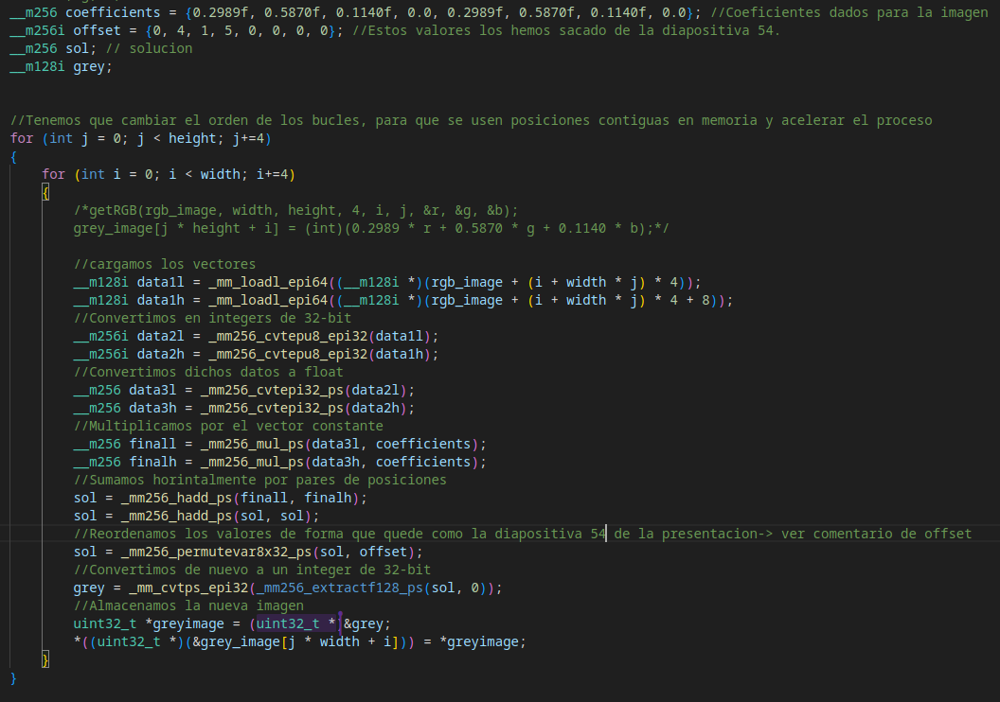 __m256 coefficients = {0.2989f, 0.5870f, 0.1140f, 0.0, 0.2989f, 0.5870f, 0.1140f, 0.0}; //Coeficientes dados para la imagen
__m256i offset = {0, 4, 1, 5, 0, 0, 0, 0}; //Estos valores los hemos sacado de la diapositiva 54.
__m256 sol; // solucion
__m128i grey;
//Tenemos que cambiar el orden de los bucles, para que se usen posiciones contiguas en memoria y acelerar el proceso
for (int j = 0; j < height; j+=4)
{
for (int i = 0; i < width; i+=4)
{
/*getRGB(rgb_image, width, height, 4, i, j, &r, &g, &b);
grey_image[j * height + i] = (int)(0.2989 * r + 0.5870 * g + 0.1140 * b);*/
//cargamos los vectores
__m128i data1l = _mm_loadl_epi64((__m128i *)(rgb_image + (i + width * j) * 4));
__m128i data1h = _mm_loadl_epi64((__m128i *)(rgb_image + (i + width * j) * 4 + 8));
//Convertimos en integers de 32-bit
__m256i data2l = _mm256_cvtepu8_epi32(data1l);
__m256i data2h = _mm256_cvtepu8_epi32(data1h);
//Convertimos dichos datos a float
__m256 data3l = _mm256_cvtepi32_ps(data2l);
__m256 data3h = _mm256_cvtepi32_ps(data2h);
//Multiplicamos por el vector constante
__m256 finall = _mm256_mul_ps(data3l, coefficients);
__m256 finalh = _mm256_mul_ps(data3h, coefficients);
//Sumamos horintalmente por pares de posiciones
sol = _mm256_hadd_ps(finall, finalh);
sol = _mm256_hadd_ps(sol, sol);
//Reordenamos los valores de forma que quede como la diapositiva 54 de la presentacion-> ver comentario de offset
sol = _mm256_permutevar8x32_ps(sol, offset);
//Convertimos de nuevo a un integer de 32-bit
grey = _mm_cvtps_epi32(_mm256_extractf128_ps(sol, 0));
//Almacenamos la nueva imagen
uint32_t *greyimage = (uint32_t *)&grey;
*((uint32_t *)(&grey_image[j * width + i])) = *greyimage;
}
}